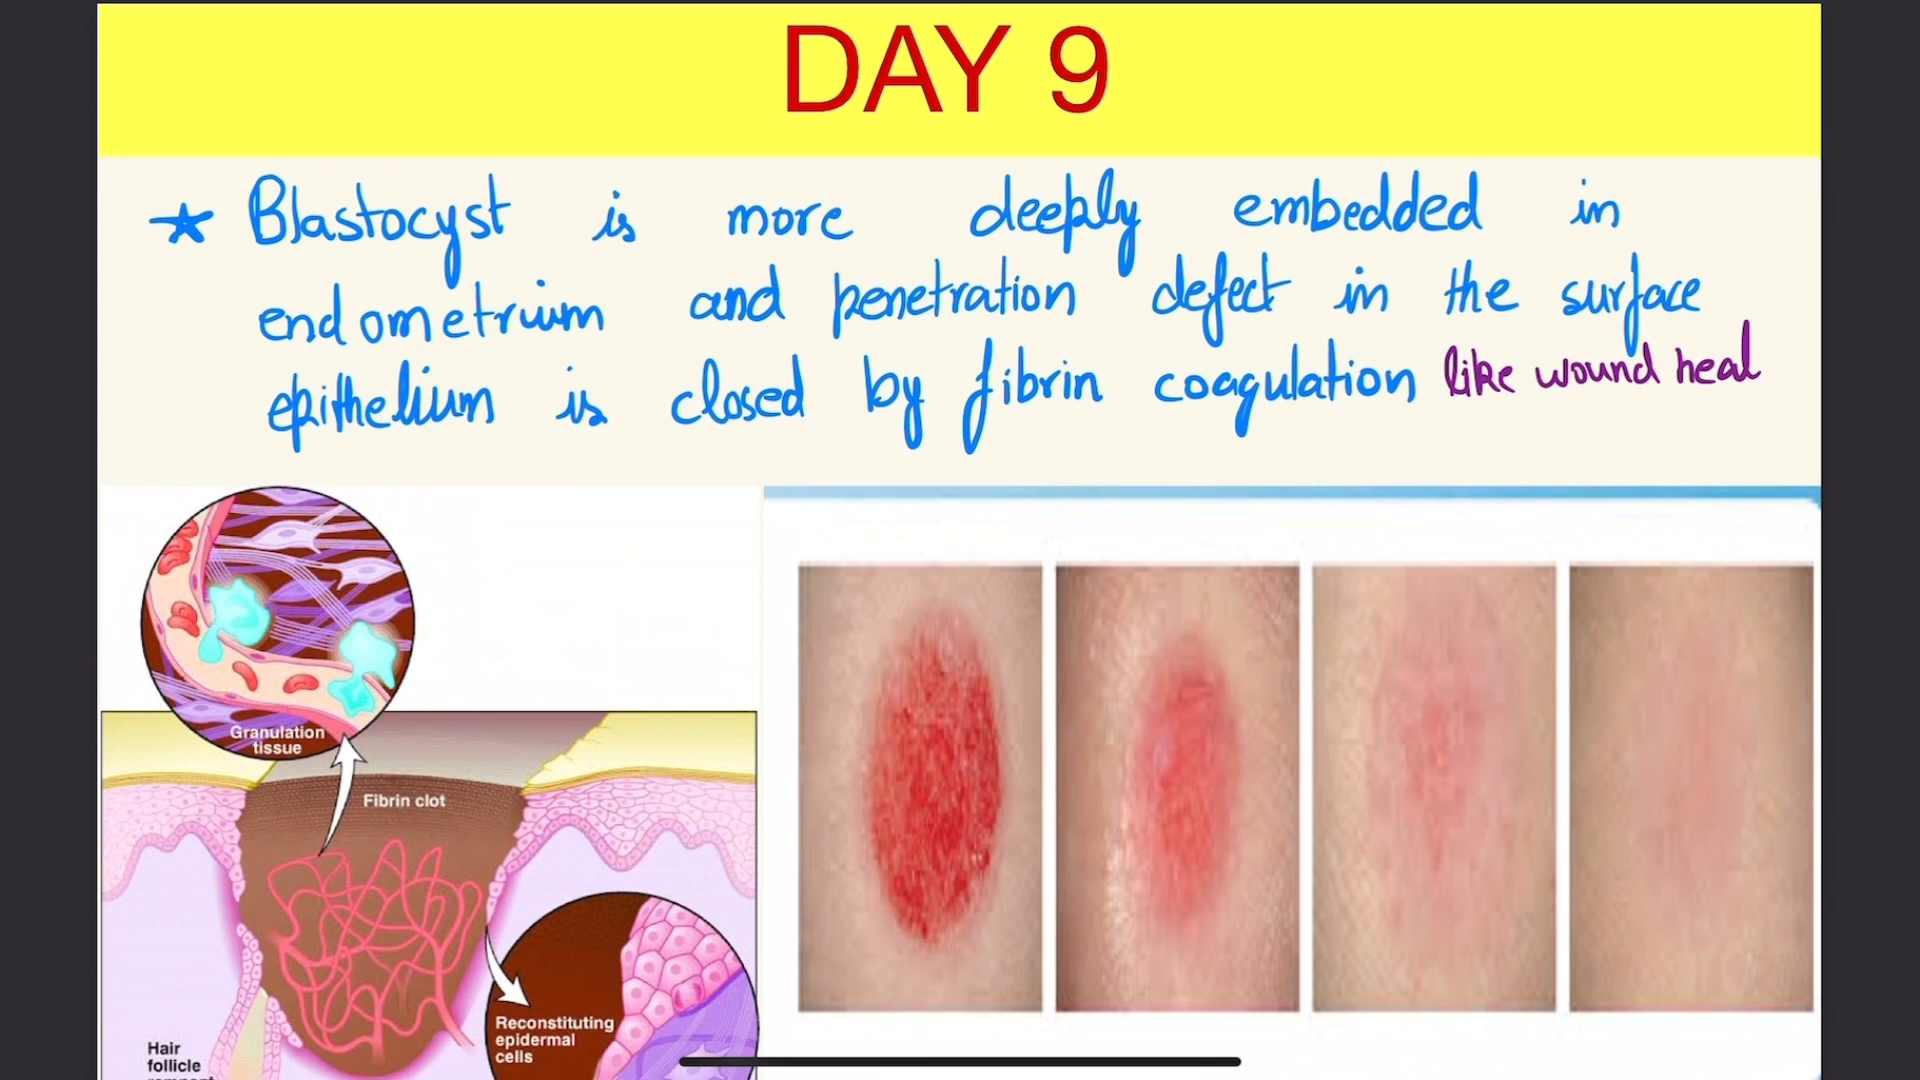 DAY 9
★ Blastocyst is more deeply embedded in
endometrium and penetration defect in the surface
epithelium is closed by fibrin coagulation like wound heal
Granulation
tissue
Fibrin clot
Reconstituting
epidermal
cells
Hair
follicle